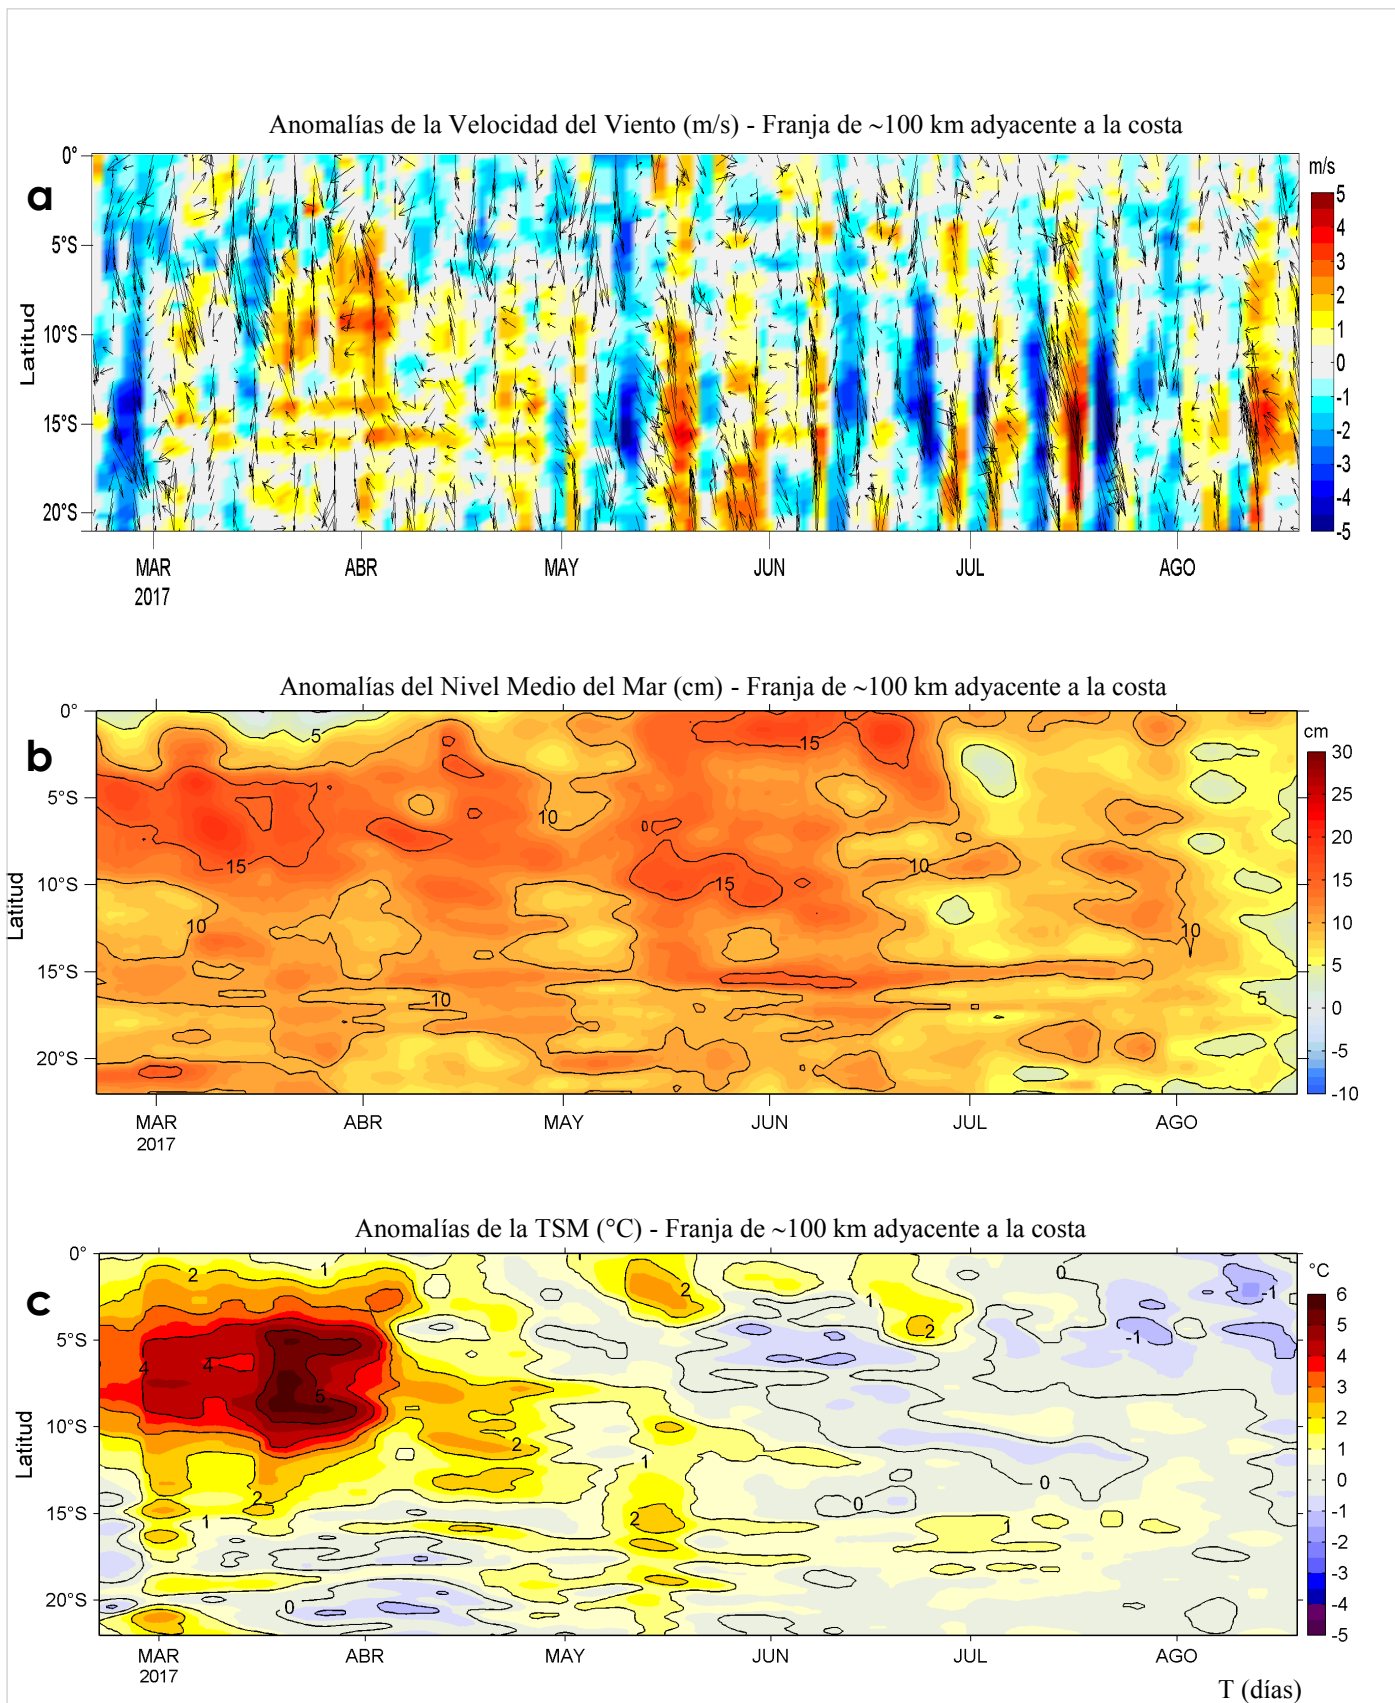 Anomalías de la Velocidad del Viento (m/s) - Franja de ~100 km adyacente a la costa
a
Latitud
0°
5°S
10°S
15°S
20°S
MAR ABR MAY JUN JUL AGO
2017
m/s
5
4
3
2
1
0
-1
-2
-3
-4
-5
Anomalías del Nivel Medio del Mar (cm) - Franja de ~100 km adyacente a la costa
b
Latitud
0°
5°S
10°S
15°S
20°S
5
15
10
15
10
15
10
10
10
5
MAR ABR MAY JUN JUL AGO
2017
cm
30
25
20
15
10
5
0
-5
-10
Anomalías de la TSM (°C) - Franja de ~100 km adyacente a la costa
c
Latitud
0°
5°S
10°S
15°S
20°S
2 1 1 0
2 -1
1
2 -1
4 4
5
2
1
2 0
1 2 0 1
0
MAR ABR MAY JUN JUL AGO
2017
°C
6
5
4
3
2
1
0
-1
-2
-3
-4
-5
T (días)